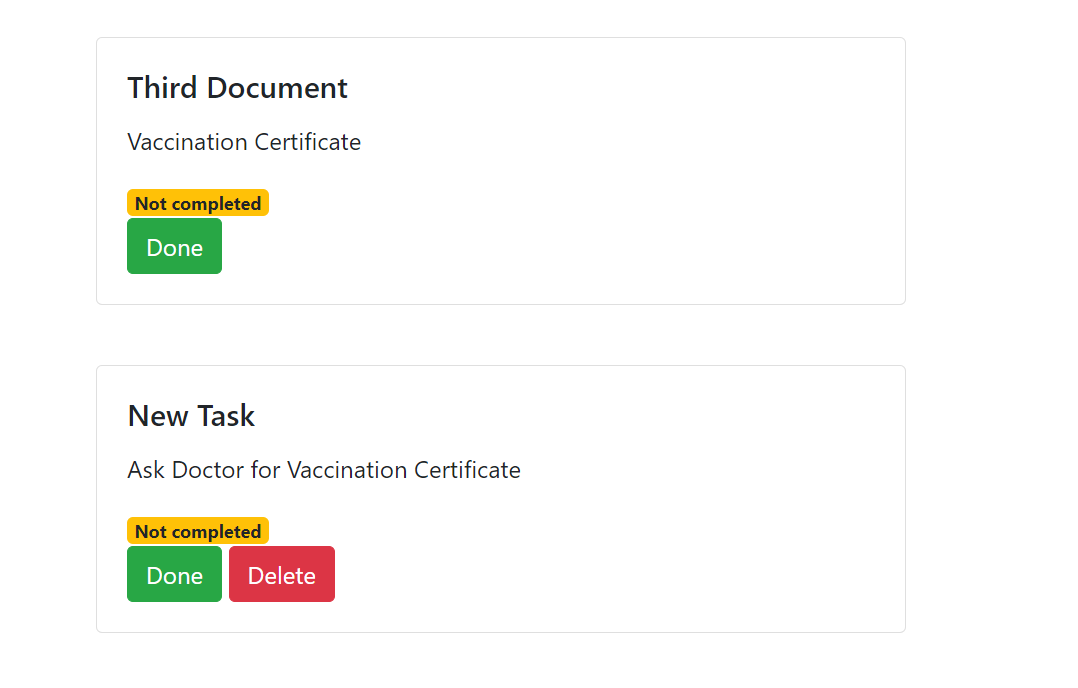 Third Document
Vaccination Certificate
Not completed
Done
New Task
Ask Doctor for Vaccination Certificate
Not completed
Done Delete